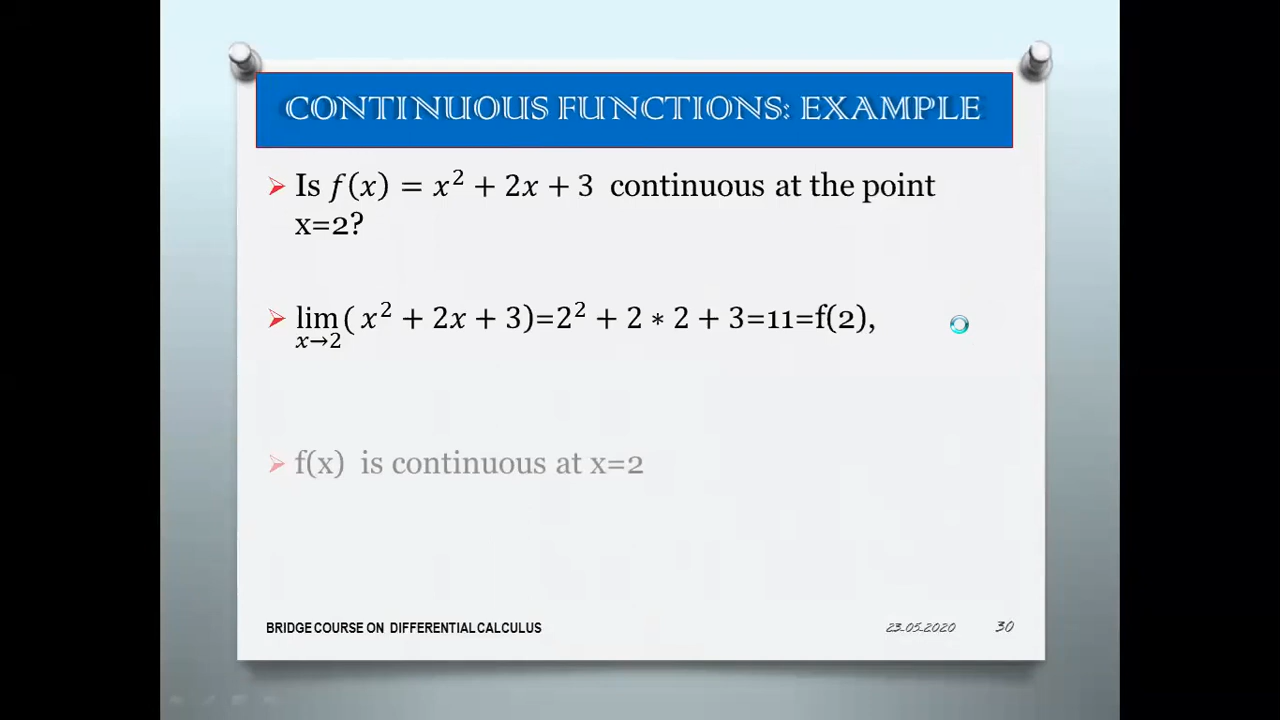 CONTINUOUS FUNCTIONS: EXAMPLE
Is f(x) = x² + 2x + 3 continuous at the point
x=2?
lim( x² + 2x + 3)=2² + 2 ∗ 2 + 3=11=f(2),
x→2
f(x) is continuous at x=2
BRIDGE COURSE ON DIFFERENTIAL CALCULUS 23.05.2020 30